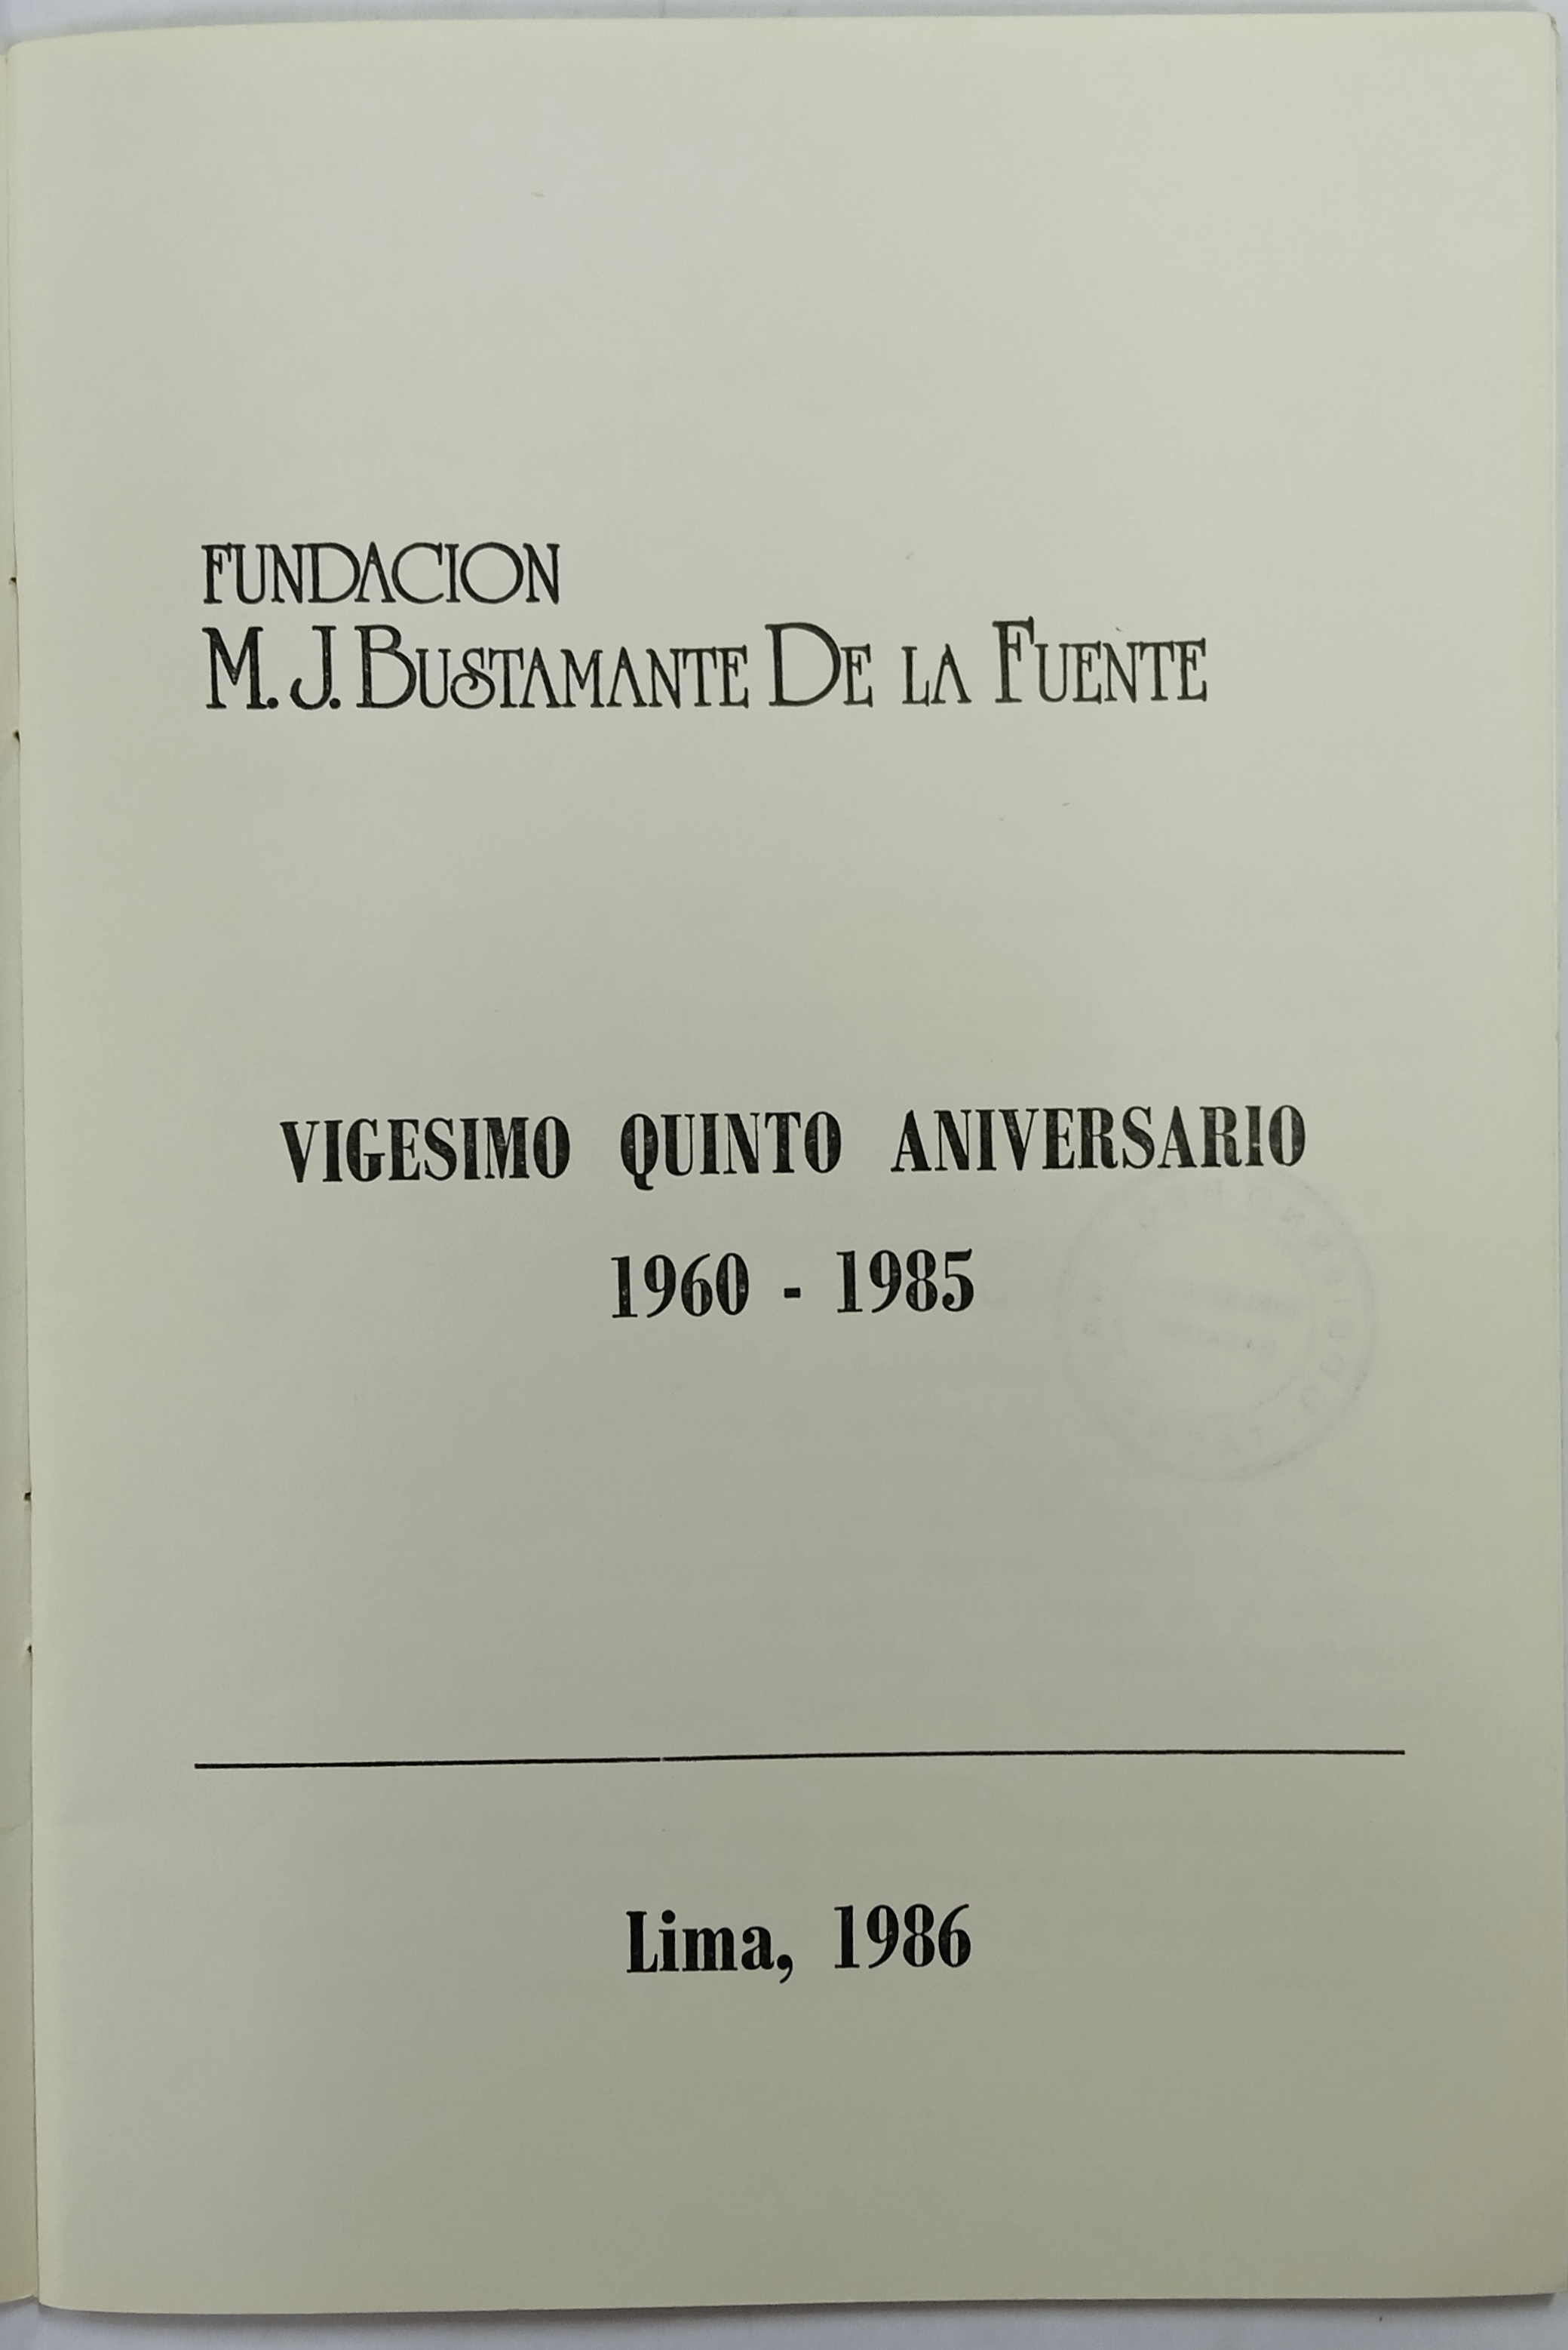 FUNDACION
M. J. BUSTAMANTE DE LA FUENTE
VIGESIMO QUINTO ANIVERSARIO
1960 - 1985
Lima, 1986